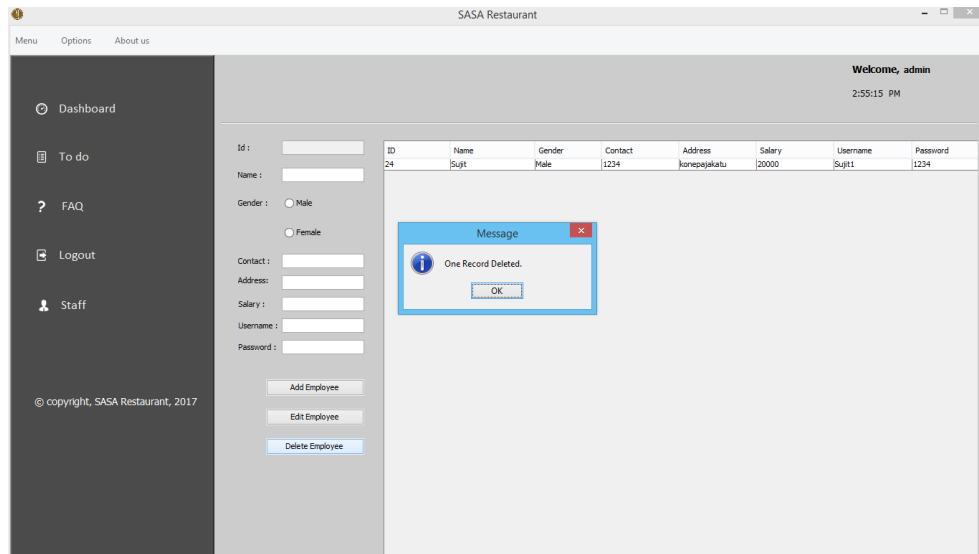 SASA Restaurant
Menu Options About us
Welcome, admin
2:55:15 PM
Dashboard
To do
FAQ
Logout
Staff
© copyright, SASA Restaurant, 2017
Id :
Name :
Gender : Male
Female
Contact :
Address:
Salary :
Username :
Password :
Add Employee
Edit Employee
Delete Employee
ID Name Gender Contact Address Salary Username Password
24 Sujit Male 1234 konepajakatu 20000 Sujit1 1234
Message
One Record Deleted.
OK